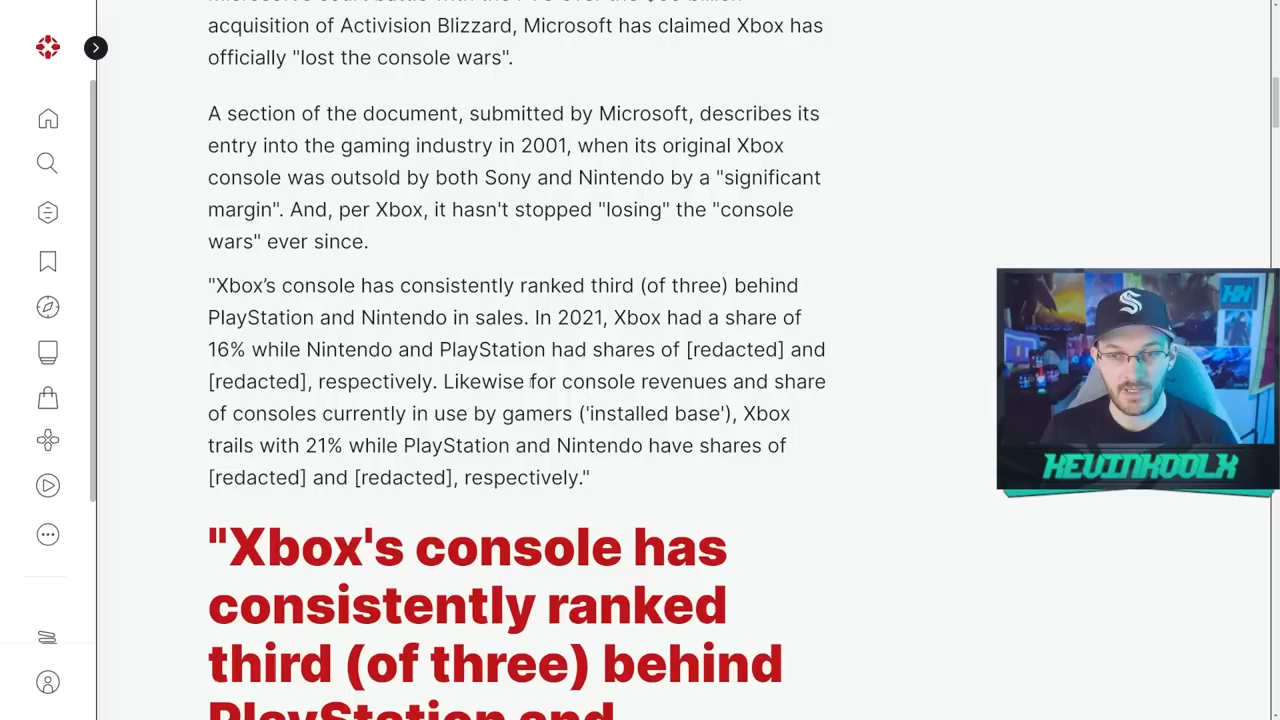 acquisition of Activision Blizzard, Microsoft has claimed Xbox has
officially "lost the console wars".
A section of the document, submitted by Microsoft, describes its
entry into the gaming industry in 2001, when its original Xbox
console was outsold by both Sony and Nintendo by a "significant
margin". And, per Xbox, it hasn't stopped "losing" the "console
wars" ever since.
"Xbox’s console has consistently ranked third (of three) behind
PlayStation and Nintendo in sales. In 2021, Xbox had a share of
16% while Nintendo and PlayStation had shares of [redacted] and
[redacted], respectively. Likewise for console revenues and share
of consoles currently in use by gamers ('installed base'), Xbox
trails with 21% while PlayStation and Nintendo have shares of
[redacted] and [redacted], respectively."
"Xbox's console has
consistently ranked
third (of three) behind
PlayStation and
KEVINKOOLX